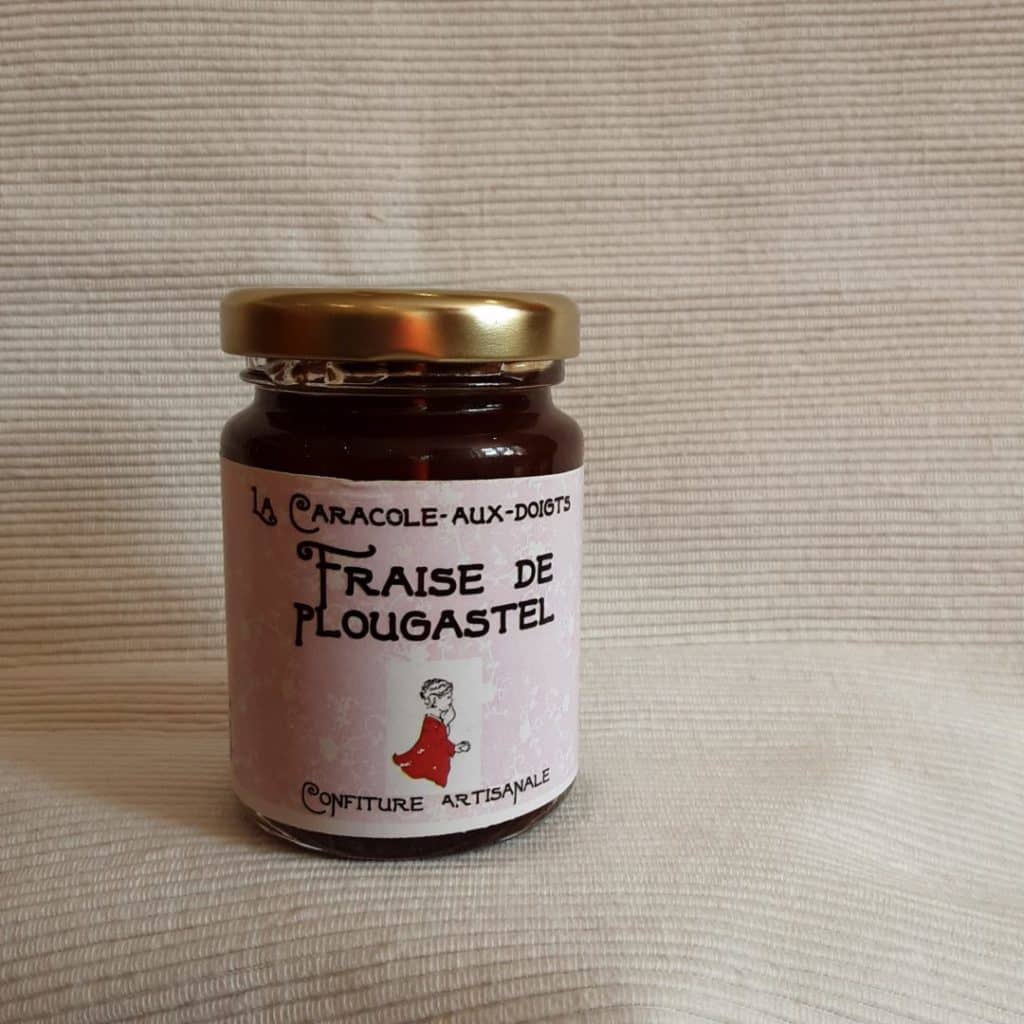 La Caracole-aux-doigts
Fraise de
plougastel
Confiture artisanale